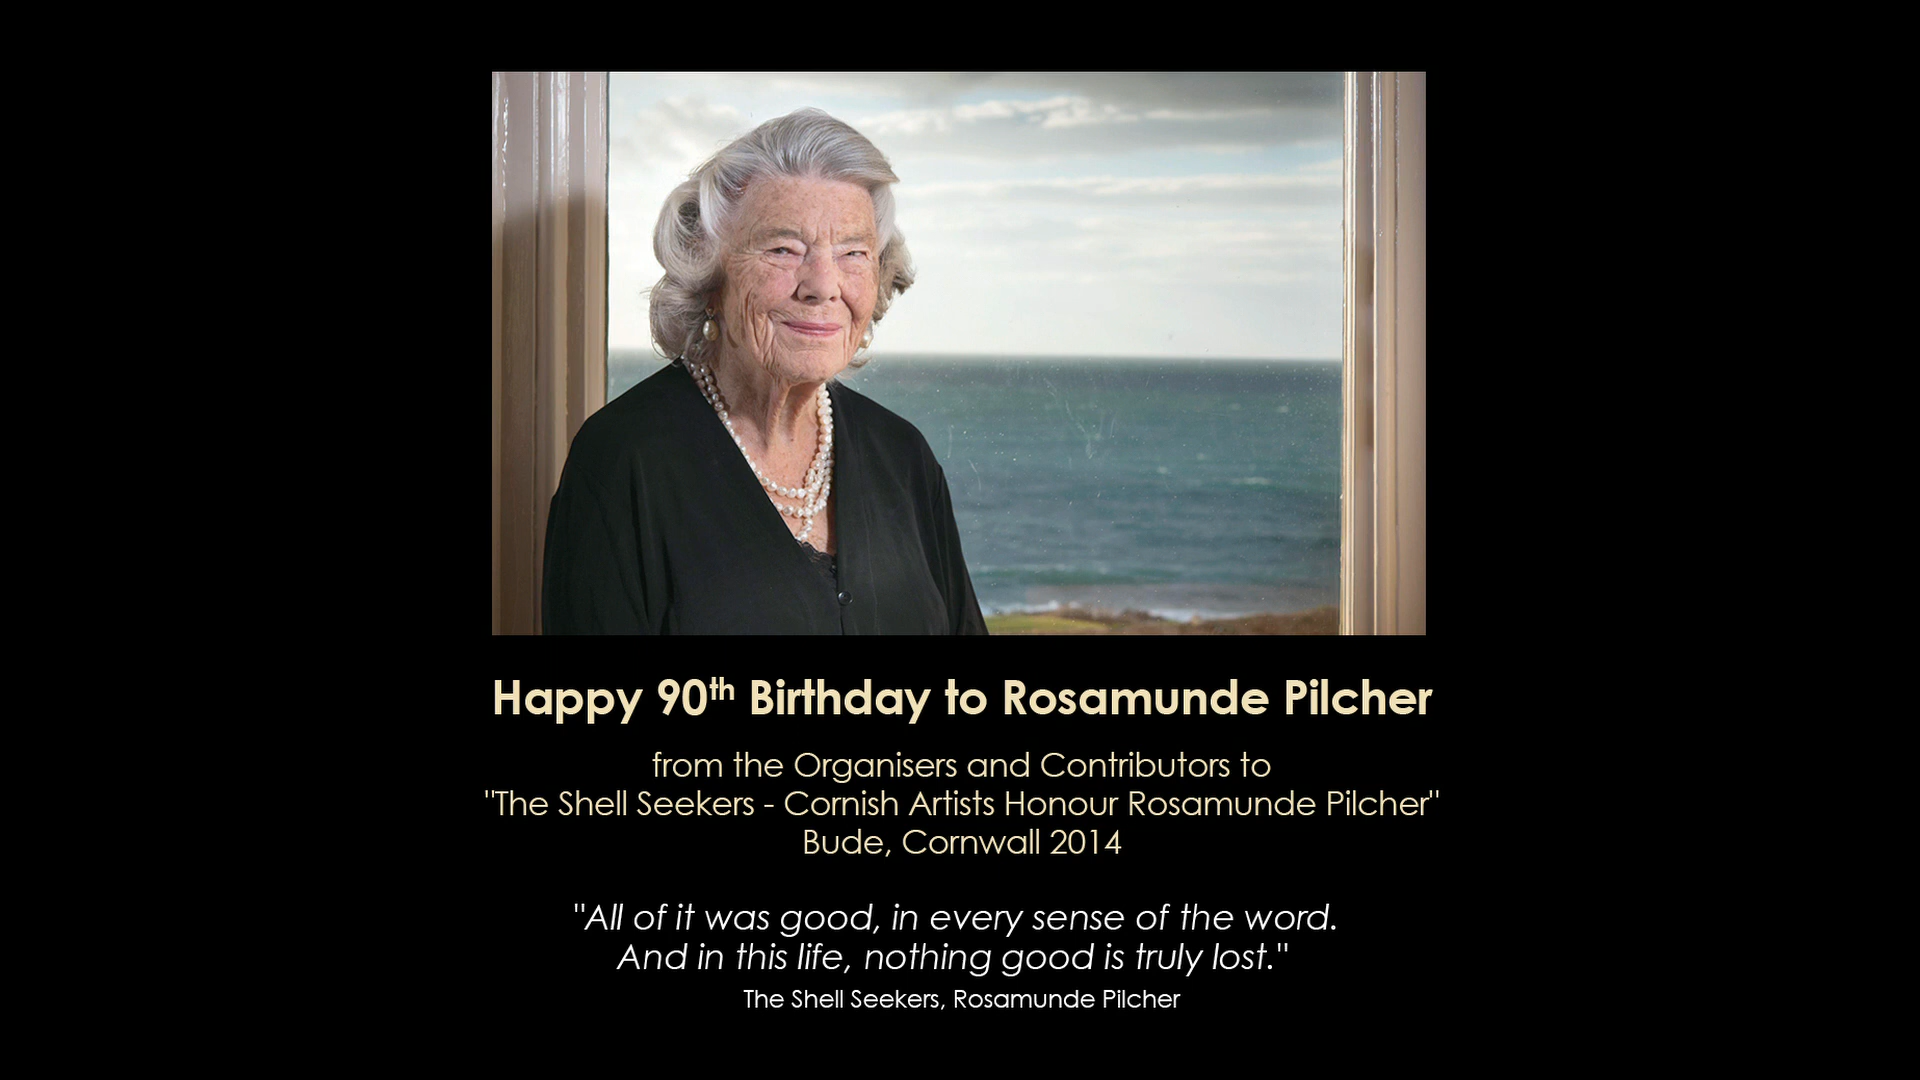 Happy 90th Birthday to Rosamunde Pilcher
from the Organisers and Contributors to
"The Shell Seekers - Cornish Artists Honour Rosamunde Pilcher"
Bude, Cornwall 2014
"All of it was good, in every sense of the word.
And in this life, nothing good is truly lost."
The Shell Seekers, Rosamunde Pilcher